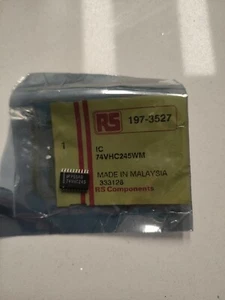 RS 197-3527
1 IC
74VHC245WM
MADE IN MALAYSIA
RS Components